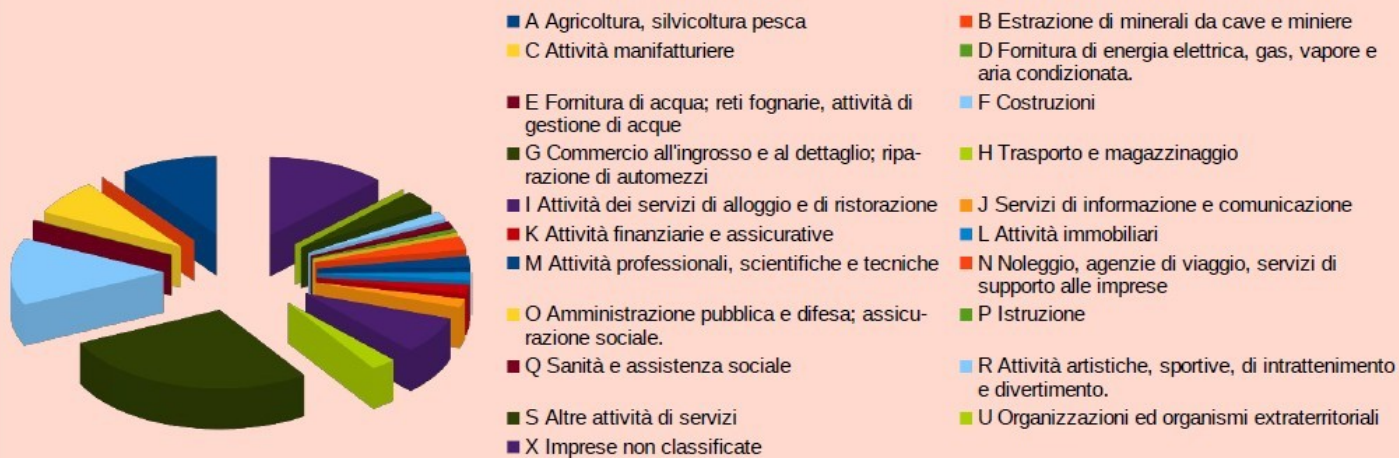 A Agricoltura, silvicoltura pesca
B Estrazione di minerali da cave e miniere
C Attività manifatturiere
D Fornitura di energia elettrica, gas, vapore e
aria condizionata.
E Fornitura di acqua; reti fognarie, attività di
gestione di acque
F Costruzioni
G Commercio all'ingrosso e al dettaglio; ripa-
razione di automezzi
H Trasporto e magazzinaggio
I Attività dei servizi di alloggio e di ristorazione
J Servizi di informazione e comunicazione
K Attività finanziarie e assicurative
L Attività immobiliari
M Attività professionali, scientifiche e tecniche
N Noleggio, agenzie di viaggio, servizi di
supporto alle imprese
O Amministrazione pubblica e difesa; assicu-
razione sociale.
P Istruzione
Q Sanità e assistenza sociale
R Attività artistiche, sportive, di intrattenimento
e divertimento.
S Altre attività di servizi
U Organizzazioni ed organismi extraterritoriali
X Imprese non classificate